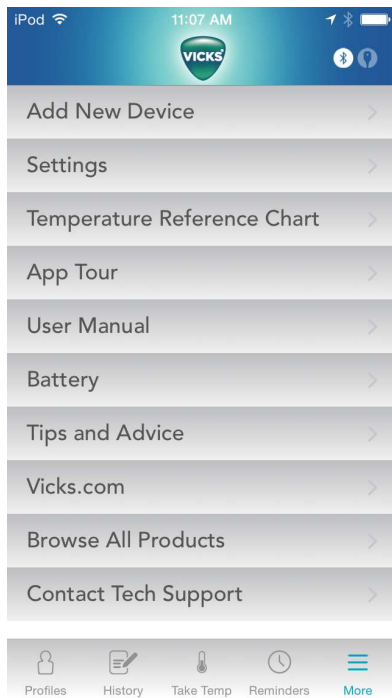 iPod 11:07 AM
VICKS
Add New Device
Settings
Temperature Reference Chart
App Tour
User Manual
Battery
Tips and Advice
Vicks.com
Browse All Products
Contact Tech Support
Profiles History Take Temp Reminders More